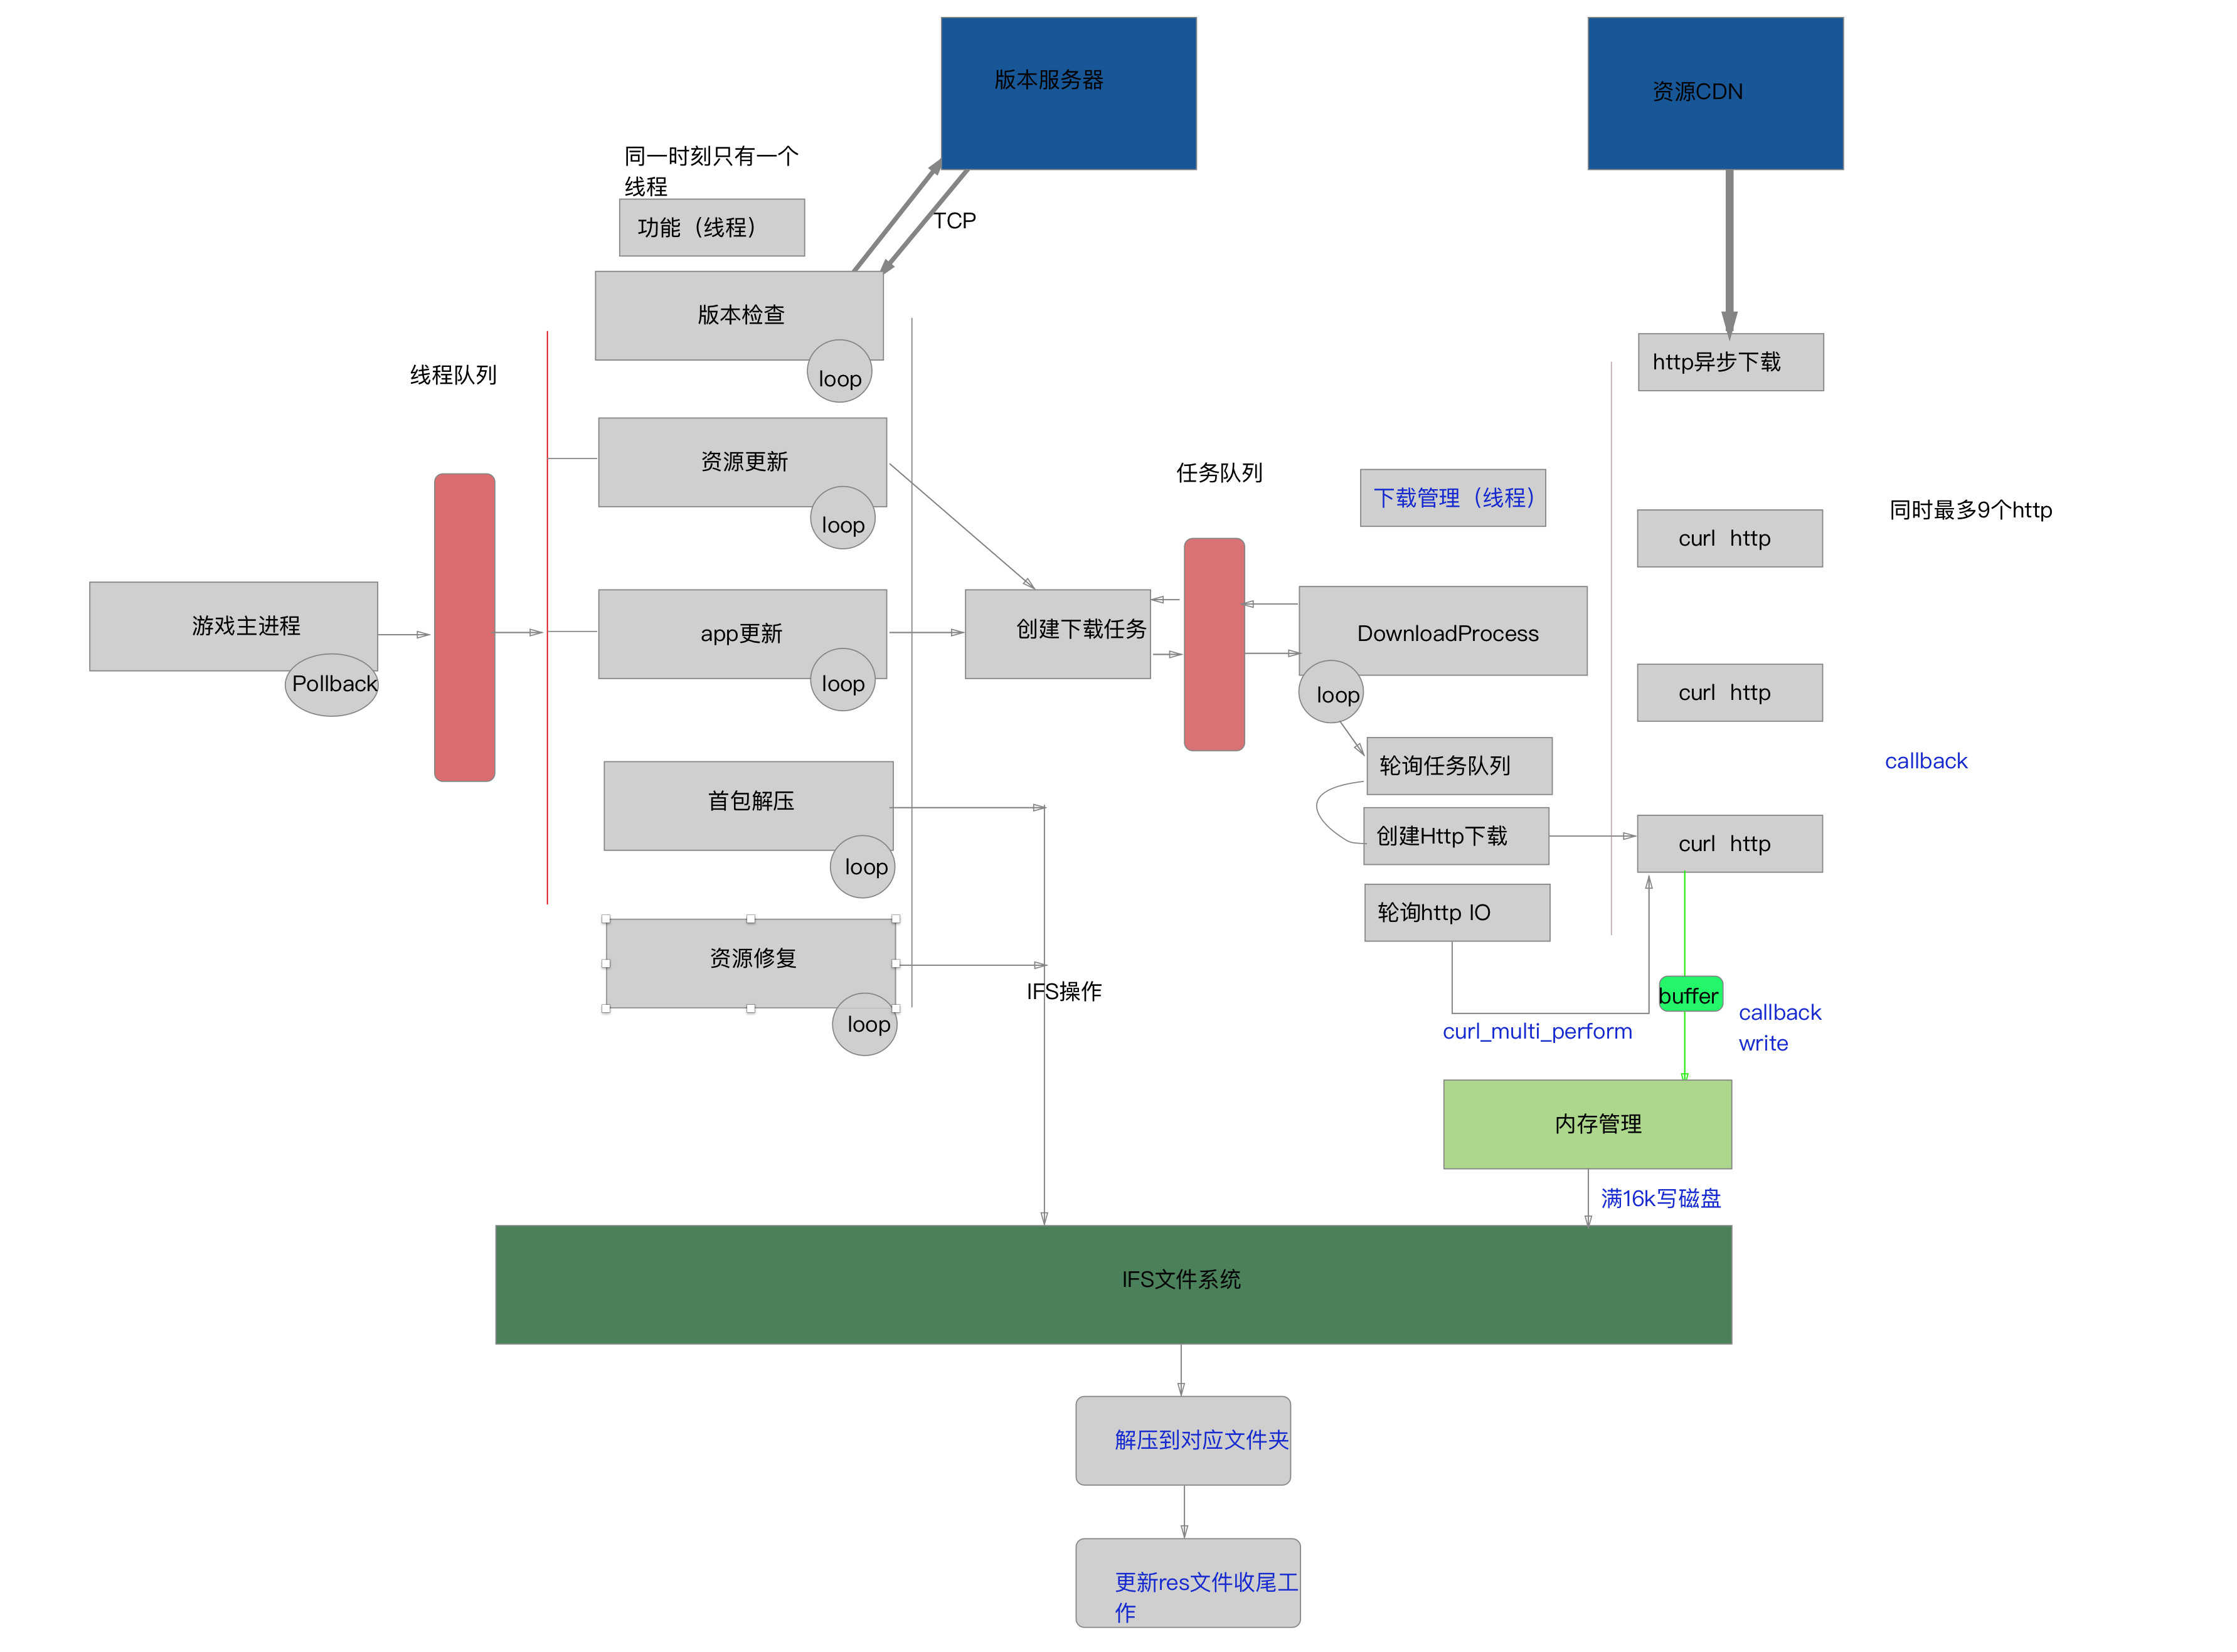 版本服务器
资源CDN
同一时刻只有一个
线程
功能（线程）
TCP
版本检查
loop
线程队列
http异步下载
资源更新
loop
任务队列
下载管理（线程）
同时最多9个http
curl http
游戏主进程
Pollback
app更新
loop
创建下载任务
DownloadProcess
loop
curl http
轮询任务队列
callback
首包解压
loop
创建Http下载
curl http
轮询http IO
资源修复
loop
IFS操作
buffer
curl_multi_perform
callback
write
内存管理
满16k写磁盘
IFS文件系统
解压到对应文件夹
更新res文件收尾工
作